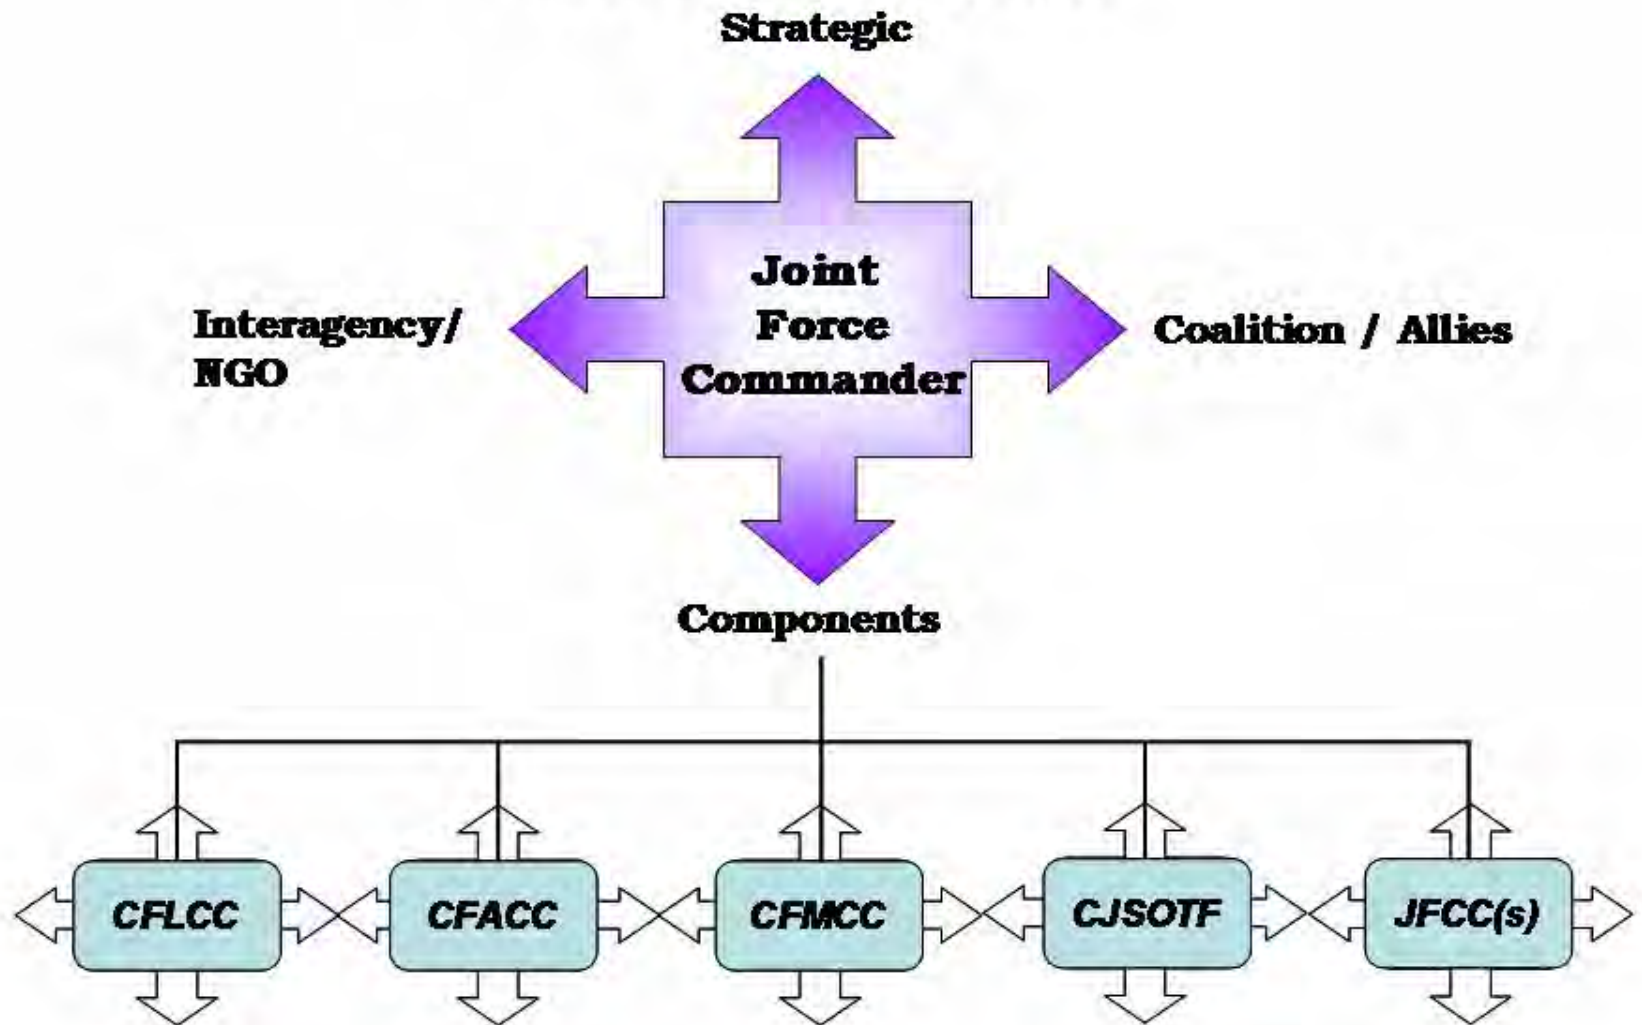 Strategic
Joint
Force
Commander
Interagency/
NGO
Coalition / Allies
Components
CFLCC
CFACC
CFMCC
CJSOTF
JFCC(s)